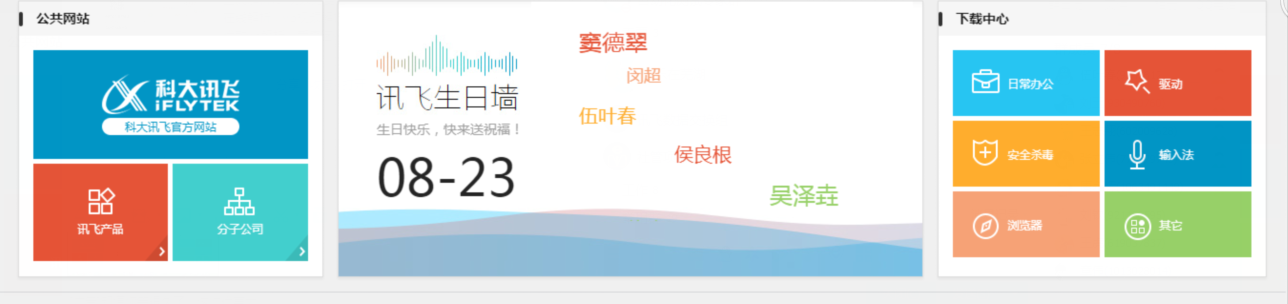 公共网站
科大讯飞
iFLYTEK
科大讯飞官方网站
讯飞产品
分子公司
讯飞生日墙
生日快乐，快来送祝福！
08-23
窦德翠
闵超
伍叶春
侯良根
吴泽垚
下载中心
日常办公
驱动
安全杀毒
输入法
浏览器
其它